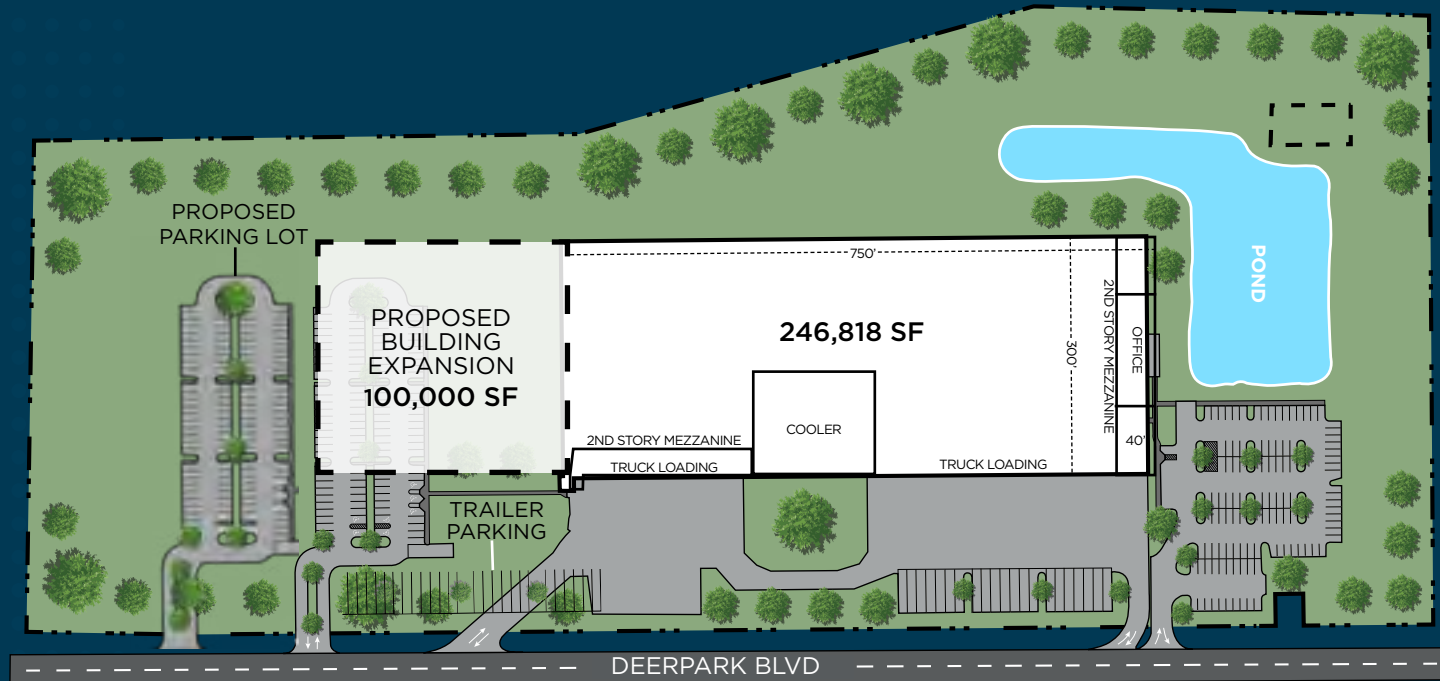 PROPOSED
PARKING LOT
PROPOSED
BUILDING
EXPANSION
100,000 SF
750'
246,818 SF
300'
2ND STORY MEZZANINE
OFFICE
40'
POND
COOLER
2ND STORY MEZZANINE
TRUCK LOADING
TRUCK LOADING
TRAILER
PARKING
DEERPARK BLVD